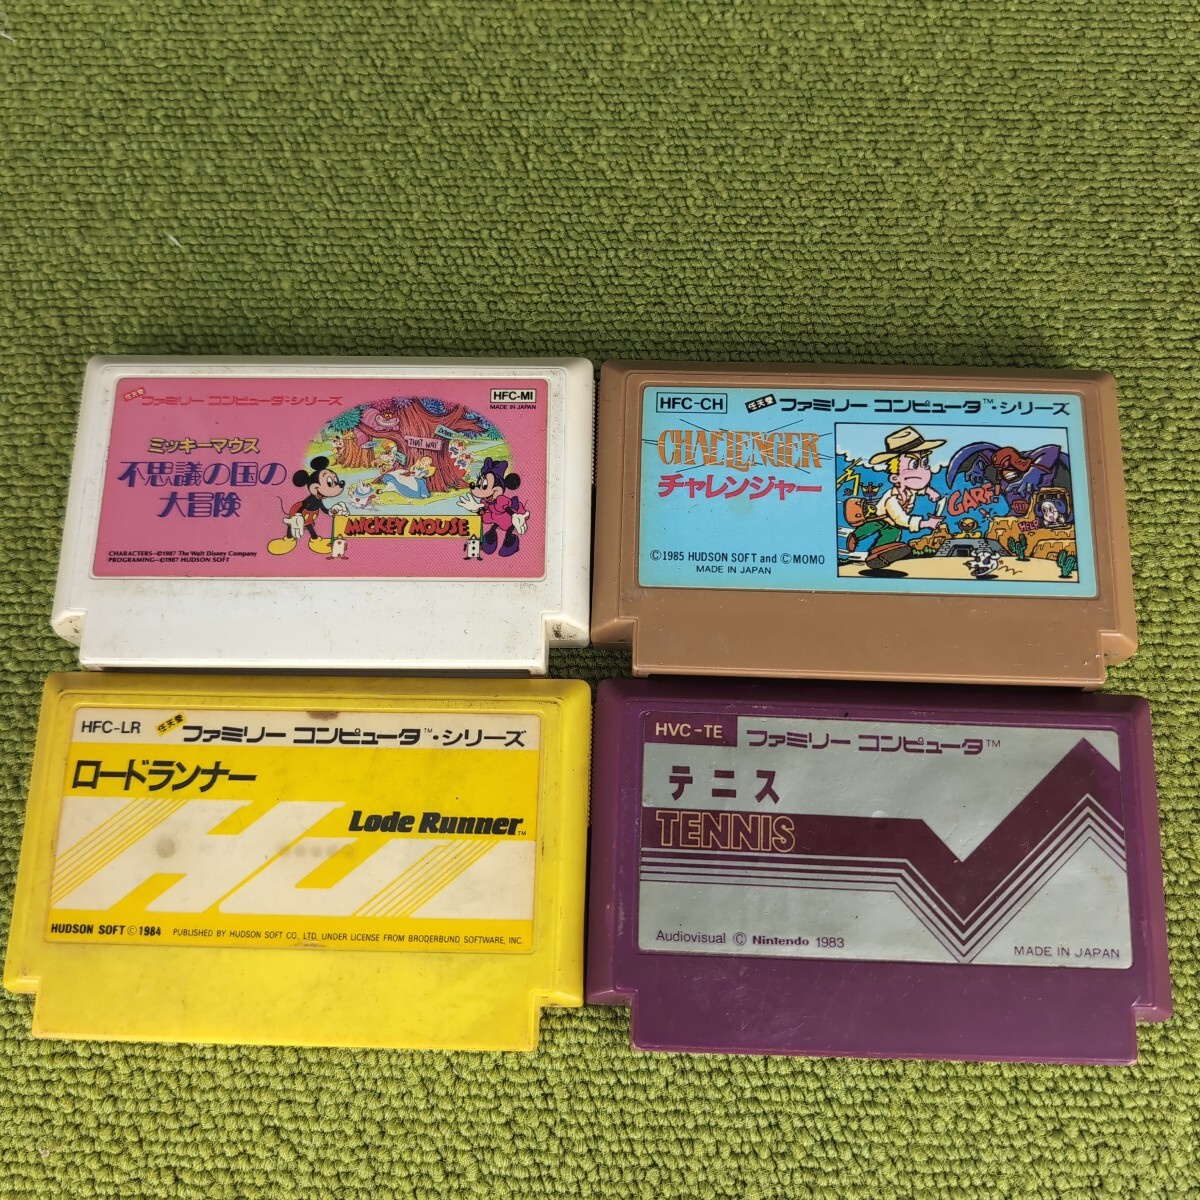 任天堂
ファミリー コンピュータ™・シリーズ
HFC-MI
MADE IN JAPAN
ミッキーマウス
不思議の国の
大冒険
DOWN
THAT WAY
MICKEY MOUSE
CHARACTERS—©1987 The Walt Disney Company
PROGRAMING—©1987 HUDSON SOFT
HFC-CH
任天堂
ファミリー コンピュータ™・シリーズ
CHALLENGER
チャレンジャー
GARF!
HELP
©1985 HUDSON SOFT and ©MOMO
MADE IN JAPAN
HFC-LR
任天堂
ファミリー コンピュータ™・シリーズ
ロードランナー
Lode Runner™
HUDSON SOFT © 1984
PUBLISHED BY HUDSON SOFT CO., LTD. UNDER LICENSE FROM BRODERBUND SOFTWARE, INC.
HVC-TE
ファミリー コンピュータ™
テニス
TENNIS
Audiovisual © Nintendo 1983
MADE IN JAPAN